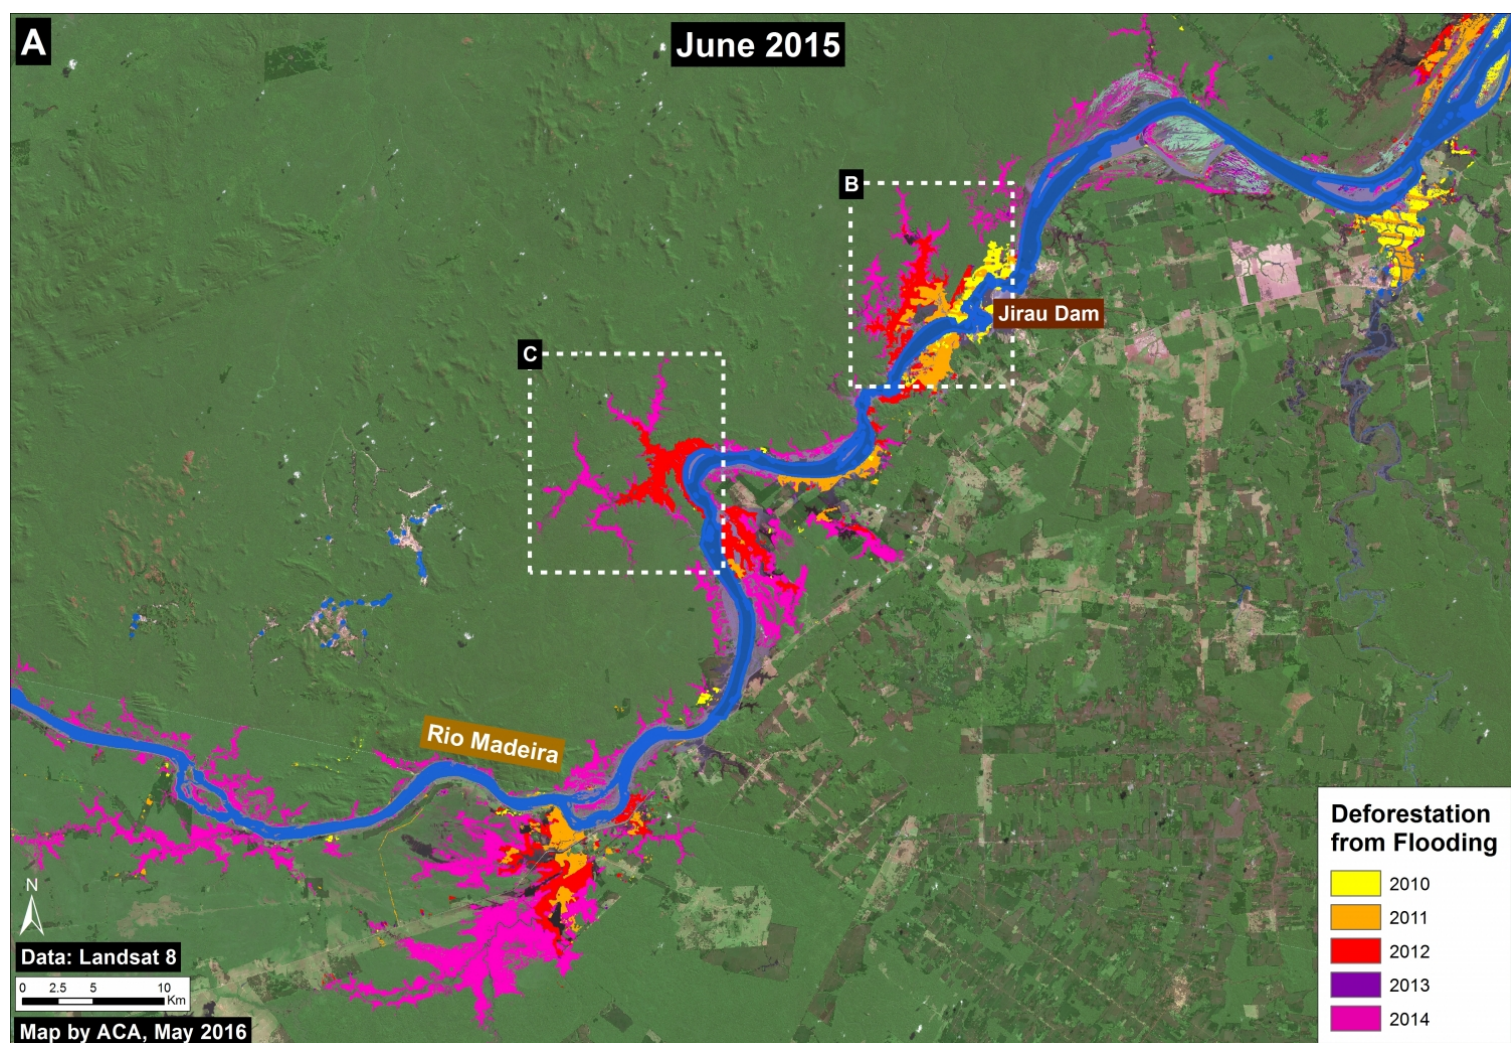 A
June 2015
B
Jirau Dam
C
Rio Madeira
N
Data: Landsat 8
0 2.5 5 10
Km
Map by ACA, May 2016
Deforestation
from Flooding
2010
2011
2012
2013
2014